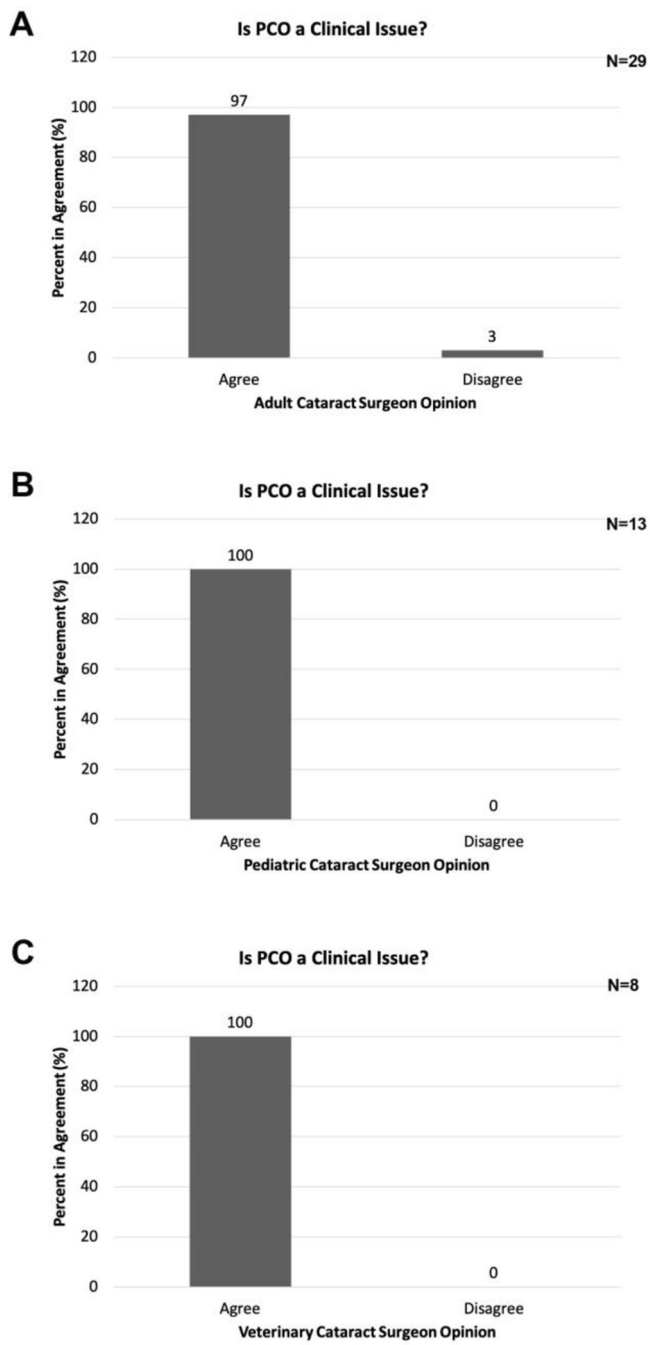 A
Is PCO a Clinical Issue?
N=29
120
100
80
60
40
20
0
Percent in Agreement (%)
97
3
Agree
Disagree
Adult Cataract Surgeon Opinion
B
Is PCO a Clinical Issue?
N=13
120
100
80
60
40
20
0
Percent in Agreement (%)
100
0
Agree
Disagree
Pediatric Cataract Surgeon Opinion
C
Is PCO a Clinical Issue?
N=8
120
100
80
60
40
20
0
Percent in Agreement (%)
100
0
Agree
Disagree
Veterinary Cataract Surgeon Opinion